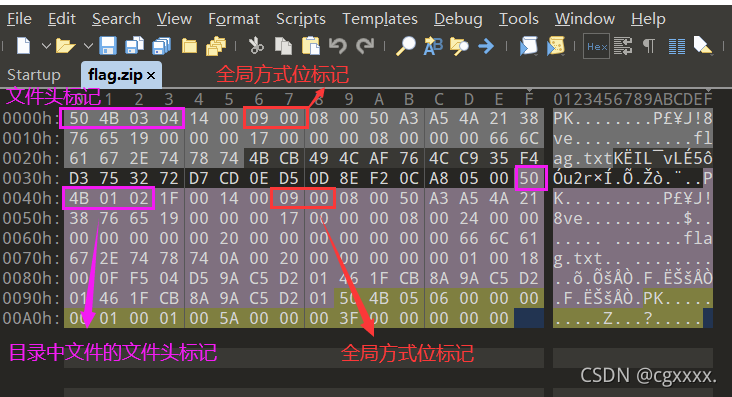 File Edit Search View Format Scripts Templates Debug Tools Window Help
Startup flag.zip × 全局方式位标记
文件头标记
0 1 2 3 4 5 6 7 8 9 A B C D E F 0123456789ABCDEF
0000h: 50 4B 03 04 14 00 09 00 08 00 50 A3 A5 4A 21 38 PK........P£¥J!8
0010h: 76 65 19 00 00 00 17 00 00 00 08 00 00 00 66 6C ve............fl
0020h: 61 67 2E 74 78 74 4B CB 49 4C AF 76 4C C9 35 F4 ag.txtKËIL¯vLÉ5ô
0030h: D3 75 32 72 D7 CD 0E D5 0D 8E F2 0C A8 05 00 50 Óu2r×Í.Õ.Žò.¨..P
0040h: 4B 01 02 1F 00 14 00 09 00 08 00 50 A3 A5 4A 21 K..........P£¥J!
0050h: 38 76 65 19 00 00 00 17 00 00 00 08 00 24 00 00 8ve..........$..
0060h: 00 00 00 00 00 20 00 00 00 00 00 00 00 66 6C 61 ..... .......fla
0070h: 67 2E 74 78 74 0A 00 20 00 00 00 00 00 01 00 18 g.txt.. ........
0080h: 00 0F F5 04 D5 9A C5 D2 01 46 1F CB 8A 9A C5 D2 ..õ.ÕšÅÒ.F.ËŠšÅÒ
0090h: 01 46 1F CB 8A 9A C5 D2 01 50 4B 05 06 00 00 00 .F.ËŠšÅÒ.PK.....
00A0h: 00 01 00 01 00 5A 00 00 00 3F 00 00 00 00 00 .....Z...?.....
目录中文件的文件头标记 全局方式位标记
CSDN @cgxxxx.